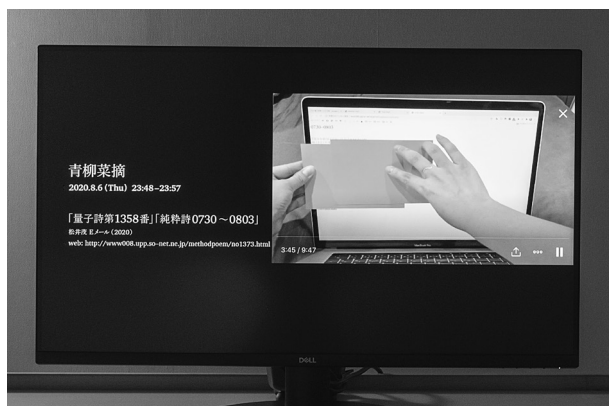 青柳菜摘
2020.8.6 (Thu) 23:48–23:57
「量子詩第1358番」「純粋詩0730～0803」
松井茂 Eメール (2020)
web: http://www008.upp.so-net.ne.jp/methodpoem/no1373.html
3:45 / 9:47
DELL